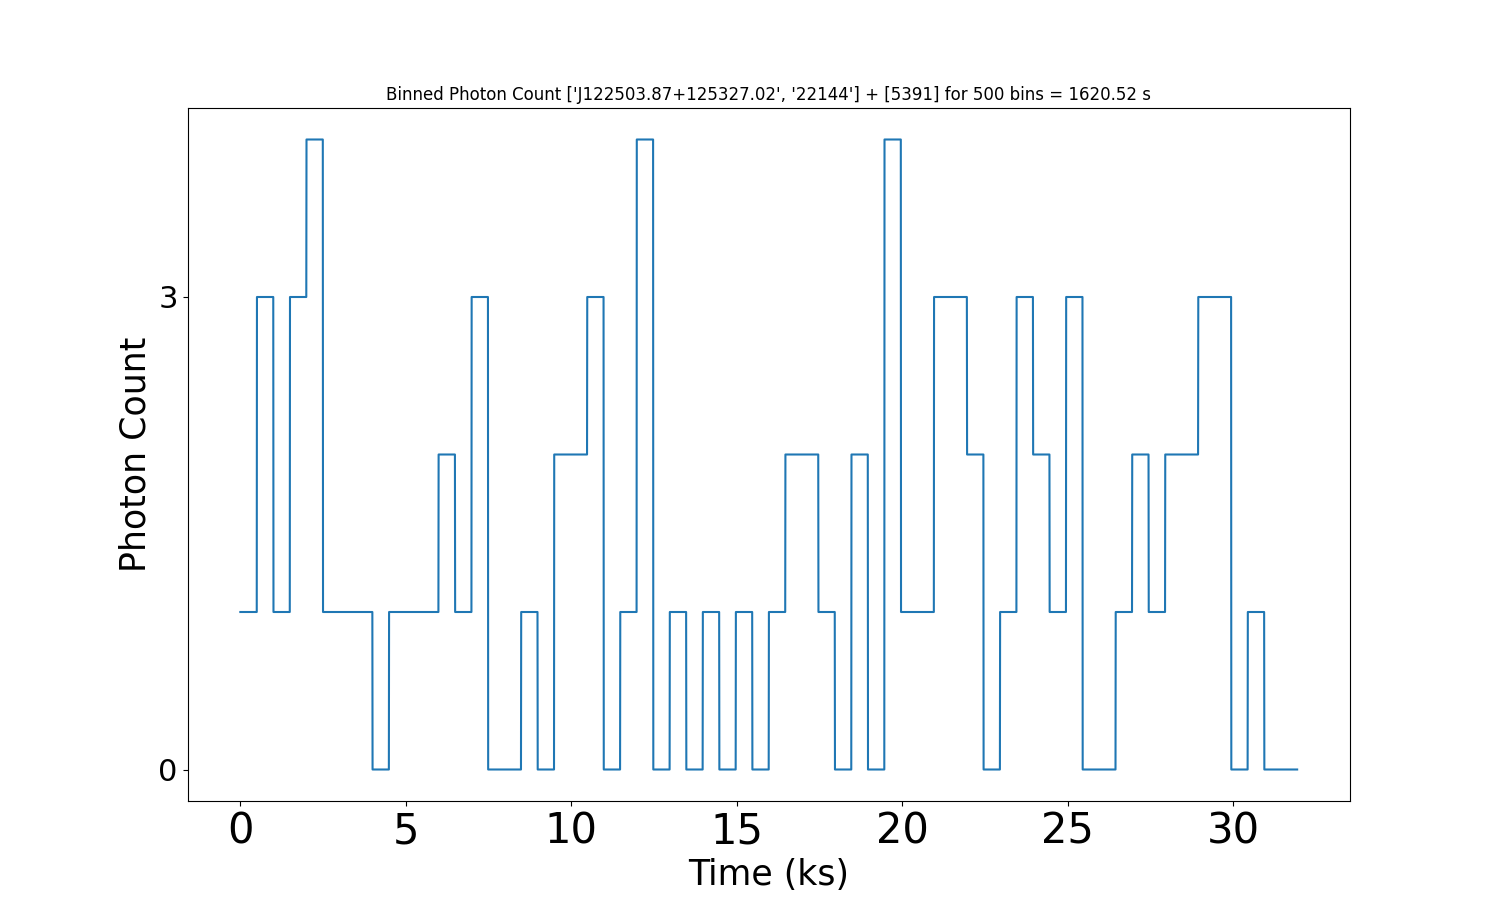 Binned Photon Count ['J122503.87+125327.02', '22144'] + [5391] for 500 bins = 1620.52 s
Photon Count
3
0
0 5 10 15 20 25 30
Time (ks)